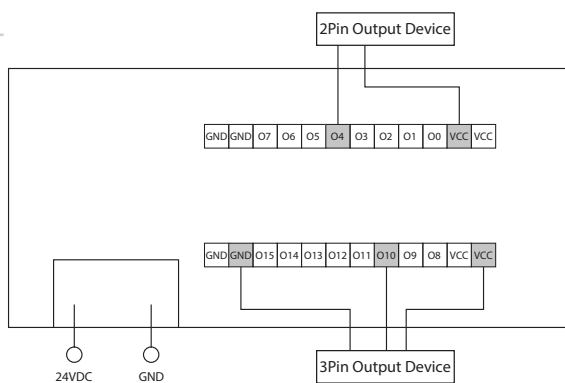 2Pin Output Device
GND GND O7 O6 O5 O4 O3 O2 O1 O0 VCC VCC
GND GND O15 O14 O13 O12 O11 O10 O9 O8 VCC VCC
24VDC GND
3Pin Output Device